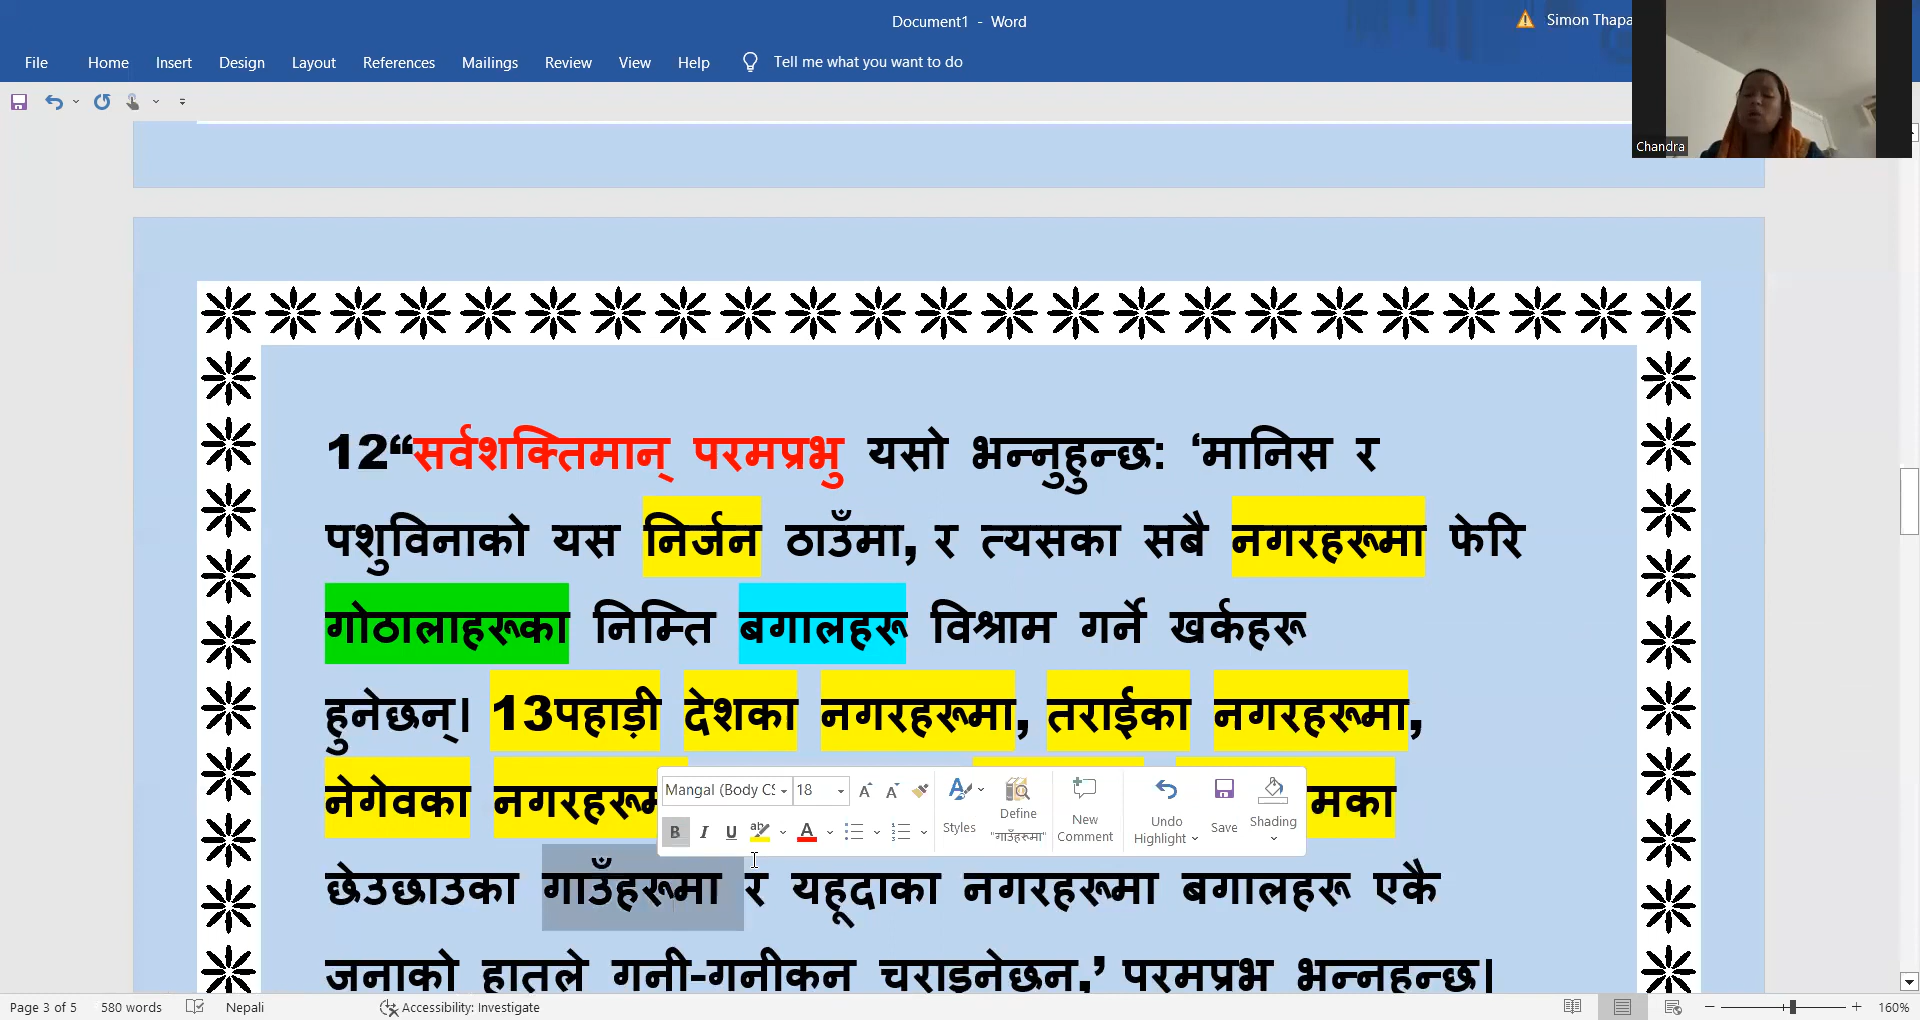 Document1 - Word
Simon Thapa
File Home Insert Design Layout References Mailings Review View Help Tell me what you want to do
Chandra
12“सर्वशक्तिमान् परमप्रभु यसो भन्नुहुन्छ: ‘मानिस र
पशुविनाको यस निर्जन ठाउँमा, र त्यसका सबै नगरहरूमा फेरि
गोठालाहरूका निम्ति बगालहरू विश्राम गर्ने खर्कहरू
हुनेछन्। 13पहाड़ी देशका नगरहरूमा, तराईका नगरहरूमा,
नेगेवका
मका
Mangal (Body CS 18
Styles Define "गाउँहरूमा" New Comment Undo Highlight Save Shading
B I U
छेउछाउका गाउँहरूमा र यहूदाका नगरहरूमा बगालहरू एकै
जनाको हातले गनी-गनीकन चराइनेछन्,’ परमप्रभु भन्नुहुन्छ।
Page 3 of 5 580 words Nepali Accessibility: Investigate 160%